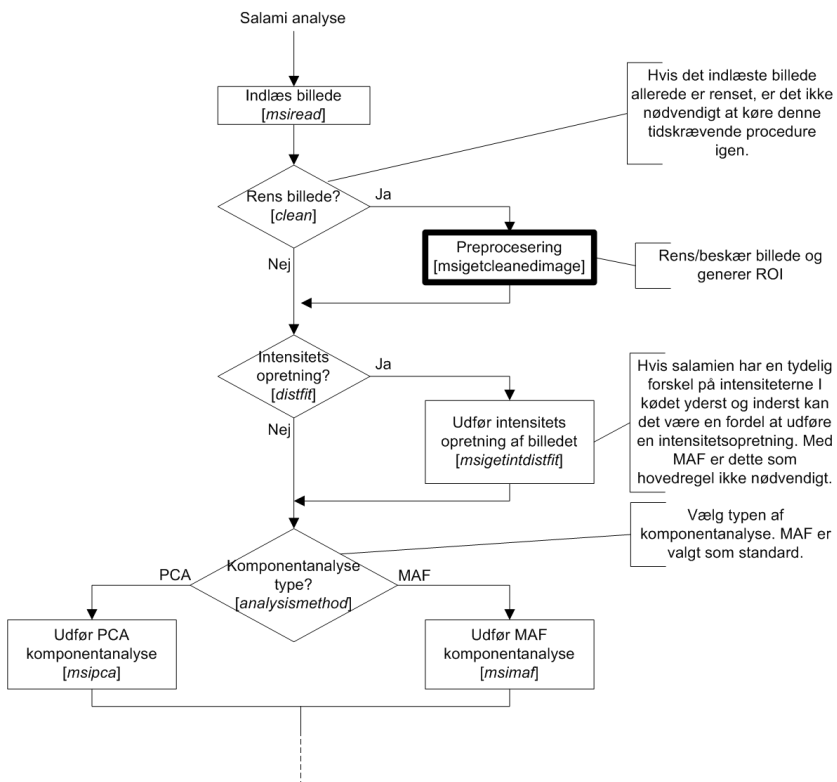 Salami analyse
Indlæs billede
[msiread]
Hvis det indlæste billede
allerede er renset, er det ikke
nødvendigt at køre denne
tidskrævende procedure
igen.
Rens billede?
[clean]
Ja
Nej
Preprocesering
[msigetcleanedimage]
Rens/beskær billede og
generer ROI
Intensitets
opretning?
[distfit]
Ja
Nej
Udfør intensitets
opretning af billedet
[msigetintdistfit]
Hvis salamien har en tydelig
forskel på intensiteterne I
kødet yderst og inderst kan
det være en fordel at udføre
en intensitetsopretning. Med
MAF er dette som
hovedregel ikke nødvendigt.
Vælg typen af
komponentanalyse. MAF er
valgt som standard.
Komponentanalyse
type?
[analysismethod]
PCA
MAF
Udfør PCA
komponentanalyse
[msipca]
Udfør MAF
komponentanalyse
[msimaf]